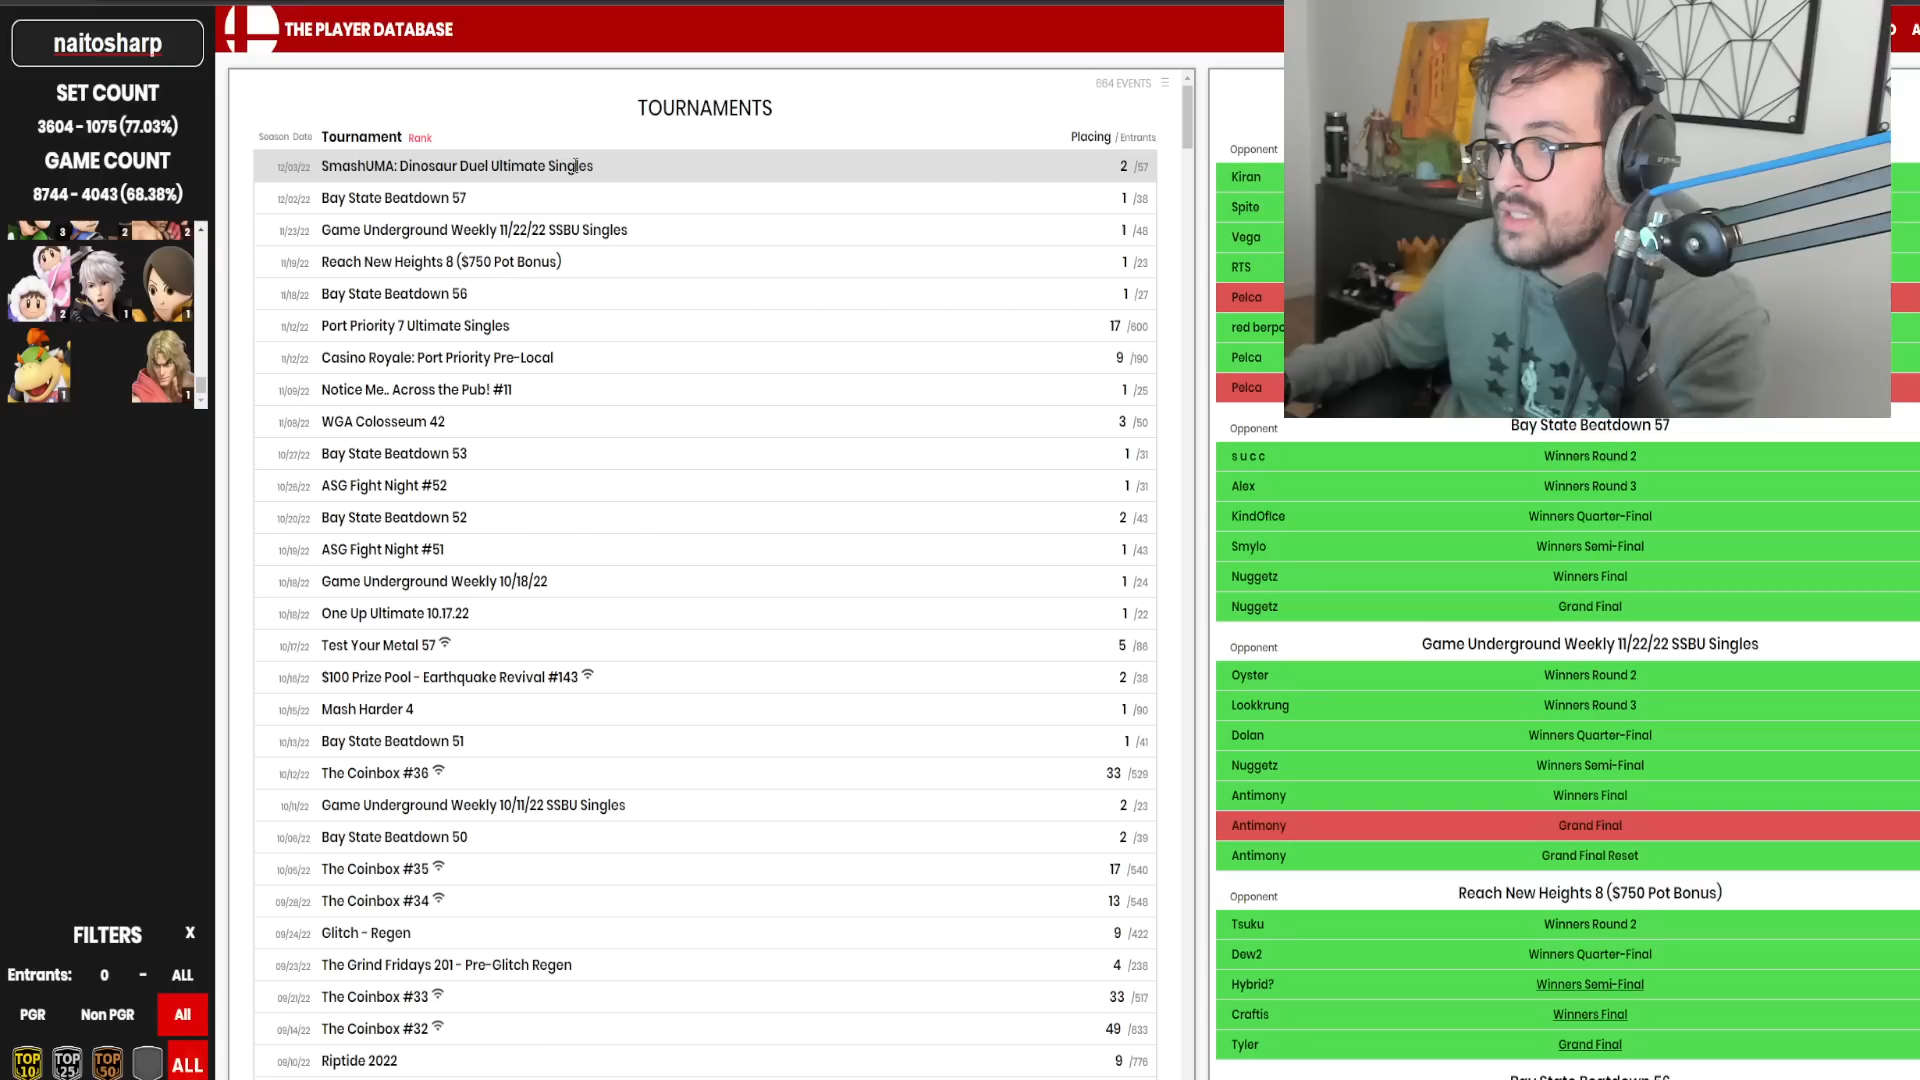 naitosharp
SET COUNT
3604 - 1075 (77.03%)
GAME COUNT
8744 - 4043 (68.38%)
3 2 2
2 1 1
1 1
FILTERS X
Entrants: 0 - ALL
PGR Non PGR All
TOP 10 TOP 25 TOP 50 ALL
THE PLAYER DATABASE
664 EVENTS
TOURNAMENTS
Season Date Tournament Rank Placing / Entrants
12/03/22 SmashUMA: Dinosaur Duel Ultimate Singles 2 /57
12/02/22 Bay State Beatdown 57 1 /38
11/23/22 Game Underground Weekly 11/22/22 SSBU Singles 1 /48
11/19/22 Reach New Heights 8 ($750 Pot Bonus) 1 /23
11/18/22 Bay State Beatdown 56 1 /27
11/12/22 Port Priority 7 Ultimate Singles 17 /600
11/12/22 Casino Royale: Port Priority Pre-Local 9 /190
11/09/22 Notice Me.. Across the Pub! #11 1 /25
11/08/22 WGA Colosseum 42 3 /50
10/27/22 Bay State Beatdown 53 1 /31
10/26/22 ASG Fight Night #52 1 /31
10/20/22 Bay State Beatdown 52 2 /43
10/19/22 ASG Fight Night #51 1 /43
10/18/22 Game Underground Weekly 10/18/22 1 /24
10/18/22 One Up Ultimate 10.17.22 1 /22
10/17/22 Test Your Metal 57 5 /86
10/16/22 $100 Prize Pool - Earthquake Revival #143 2 /38
10/15/22 Mash Harder 4 1 /90
10/13/22 Bay State Beatdown 51 1 /41
10/12/22 The Coinbox #36 33 /529
10/11/22 Game Underground Weekly 10/11/22 SSBU Singles 2 /23
10/06/22 Bay State Beatdown 50 2 /39
10/05/22 The Coinbox #35 17 /540
09/28/22 The Coinbox #34 13 /548
09/24/22 Glitch - Regen 9 /422
09/23/22 The Grind Fridays 201 - Pre-Glitch Regen 4 /238
09/21/22 The Coinbox #33 33 /517
09/14/22 The Coinbox #32 49 /633
09/10/22 Riptide 2022 9 /776
Opponent
Kiran
Spite
Vega
RTS
Pelca
Pelca
Pelca
Opponent Bay State Beatdown 57
s u c c Winners Round 2
Alex Winners Round 3
KindOfIce Winners Quarter-Final
Smylo Winners Semi-Final
Nuggetz Winners Final
Nuggetz Grand Final
Opponent Game Underground Weekly 11/22/22 SSBU Singles
Oyster Winners Round 2
Lookkrung Winners Round 3
Dolan Winners Quarter-Final
Nuggetz Winners Semi-Final
Antimony Winners Final
Antimony Grand Final
Antimony Grand Final Reset
Opponent Reach New Heights 8 ($750 Pot Bonus)
Tsuku Winners Round 2
Dew2 Winners Quarter-Final
Hybrid? Winners Semi-Final
Craftis Winners Final
Tyler Grand Final
Bay State Beatdown 56